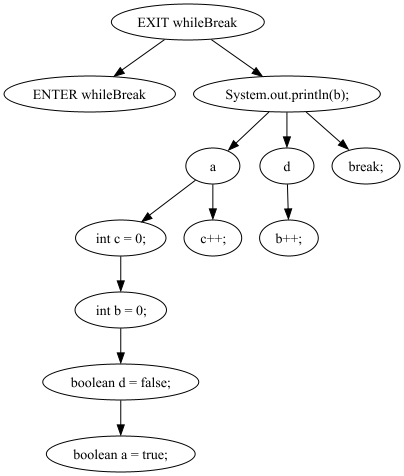 EXIT whileBreak
ENTER whileBreak
System.out.println(b);
a
d
break;
int c = 0;
c++;
b++;
int b = 0;
boolean d = false;
boolean a = true;